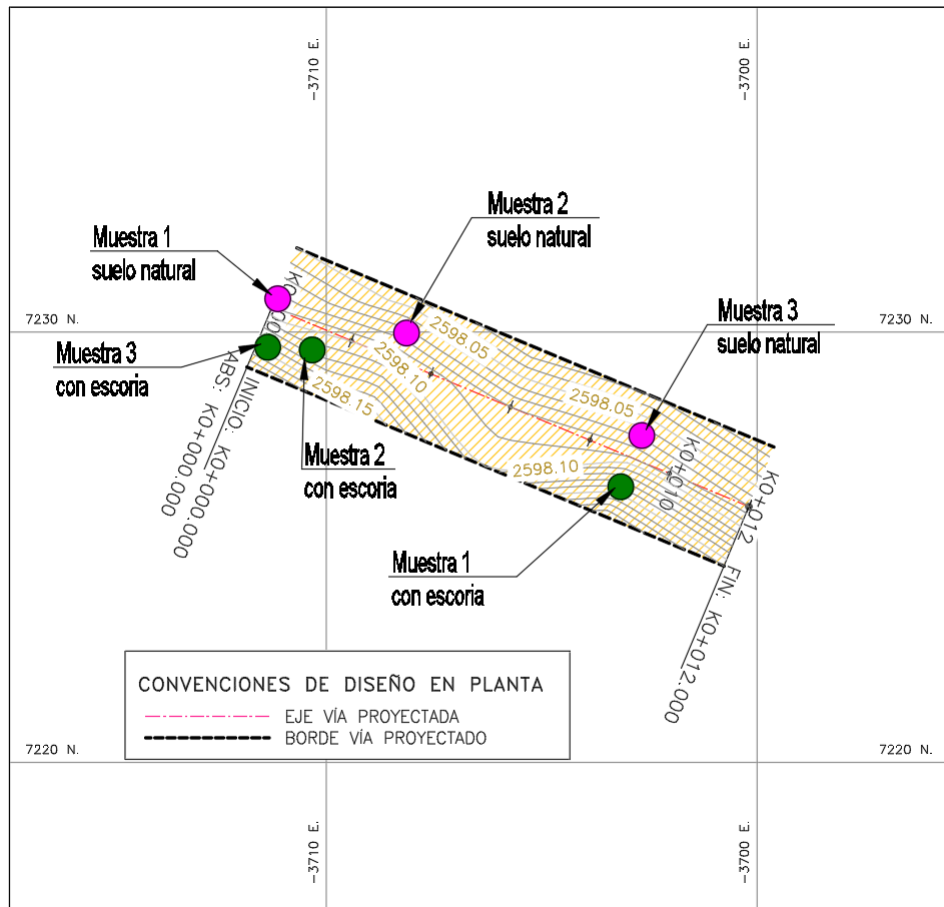 -3710 E.
-3700 E.
Muestra 2
suelo natural
Muestra 1
suelo natural
Muestra 3
suelo natural
7230 N.
7230 N.
2598.05
Muestra 3
con escoria
2598.10
2598.15
2598.05
ABS: K0+000.000
INICIO: K0+000.000
Muestra 2
con escoria
2598.10
K0+010
K0+012
Muestra 1
con escoria
FIN: K0+012.000
CONVENCIONES DE DISEÑO EN PLANTA
EJE VÍA PROYECTADA
BORDE VÍA PROYECTADO
7220 N.
7220 N.
-3710 E.
-3700 E.